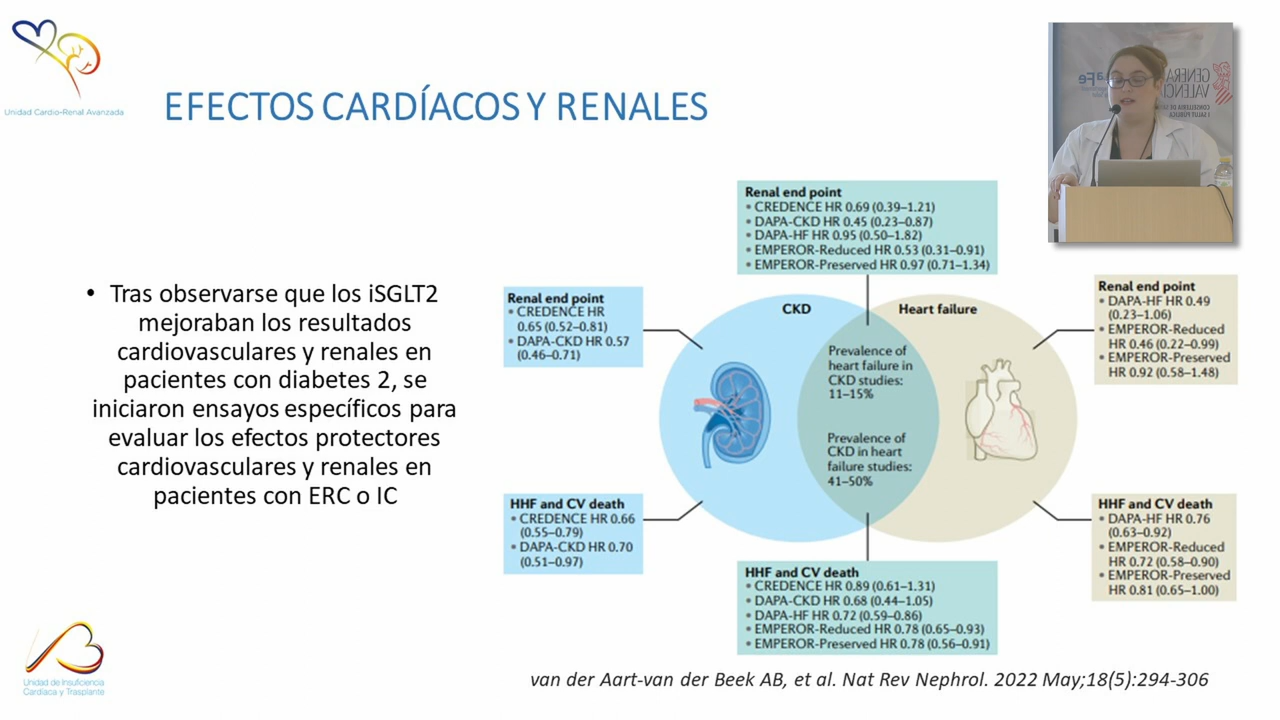 Unidad Cardio-Renal Avanzada
EFECTOS CARDÍACOS Y RENALES
GENERA
VALENCI
CONSELLERIA DE
I SALUT PÚBLICA
• Tras observarse que los iSGLT2
mejoraban los resultados
cardiovasculares y renales en
pacientes con diabetes 2, se
iniciaron ensayos específicos para
evaluar los efectos protectores
cardiovasculares y renales en
pacientes con ERC o IC
Renal end point
• CREDENCE HR 0.69 (0.39–1.21)
• DAPA-CKD HR 0.45 (0.23–0.87)
• DAPA-HF HR 0.95 (0.50–1.82)
• EMPEROR-Reduced HR 0.53 (0.31–0.91)
• EMPEROR-Preserved HR 0.97 (0.71–1.34)
Renal end point
• CREDENCE HR
0.65 (0.52–0.81)
• DAPA-CKD HR 0.57
(0.46–0.71)
CKD
Heart failure
Prevalence of
heart failure in
CKD studies:
11–15%
Prevalence of
CKD in heart
failure studies:
41–50%
Renal end point
• DAPA-HF HR 0.49
(0.23–1.06)
• EMPEROR-Reduced
HR 0.46 (0.22–0.99)
• EMPEROR-Preserved
HR 0.92 (0.58–1.48)
HHF and CV death
• CREDENCE HR 0.66
(0.55–0.79)
• DAPA-CKD HR 0.70
(0.51–0.97)
HHF and CV death
• CREDENCE HR 0.89 (0.61–1.31)
• DAPA-CKD HR 0.68 (0.44–1.05)
• DAPA-HF HR 0.72 (0.59–0.86)
• EMPEROR-Reduced HR 0.78 (0.65–0.93)
• EMPEROR-Preserved HR 0.78 (0.56–0.91)
HHF and CV death
• DAPA-HF HR 0.76
(0.63–0.92)
• EMPEROR-Reduced
HR 0.72 (0.58–0.90)
• EMPEROR-Preserved
HR 0.81 (0.65–1.00)
Unidad de Insuficiencia
Cardíaca y Trasplante
van der Aart-van der Beek AB, et al. Nat Rev Nephrol. 2022 May;18(5):294-306